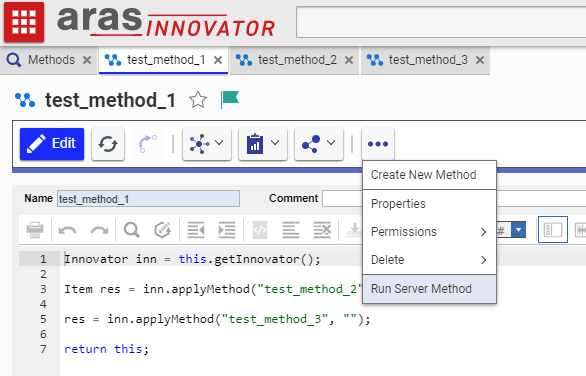 aras INNOVATOR
Methods test_method_1 test_method_2 test_method_3
test_method_1
Edit
Create New Method
Properties
Permissions
Delete
Run Server Method
Name test_method_1 Comment
#
1 Innovator inn = this.getInnovator();
2
3 Item res = inn.applyMethod("test_method_2"
4
5 res = inn.applyMethod("test_method_3", "");
6
7 return this;